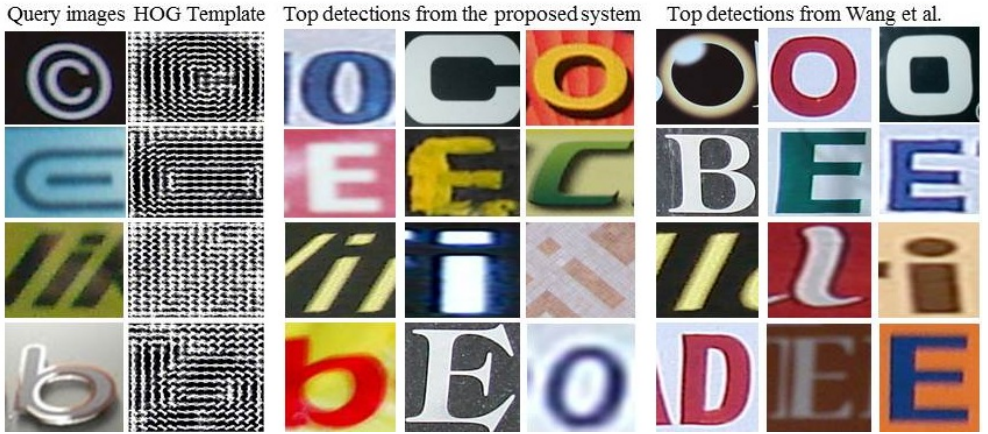 Query images HOG Template Top detections from the proposed system Top detections from Wang et al.
© O C O O O
E E C B E E
i i i l i
b E O D E E